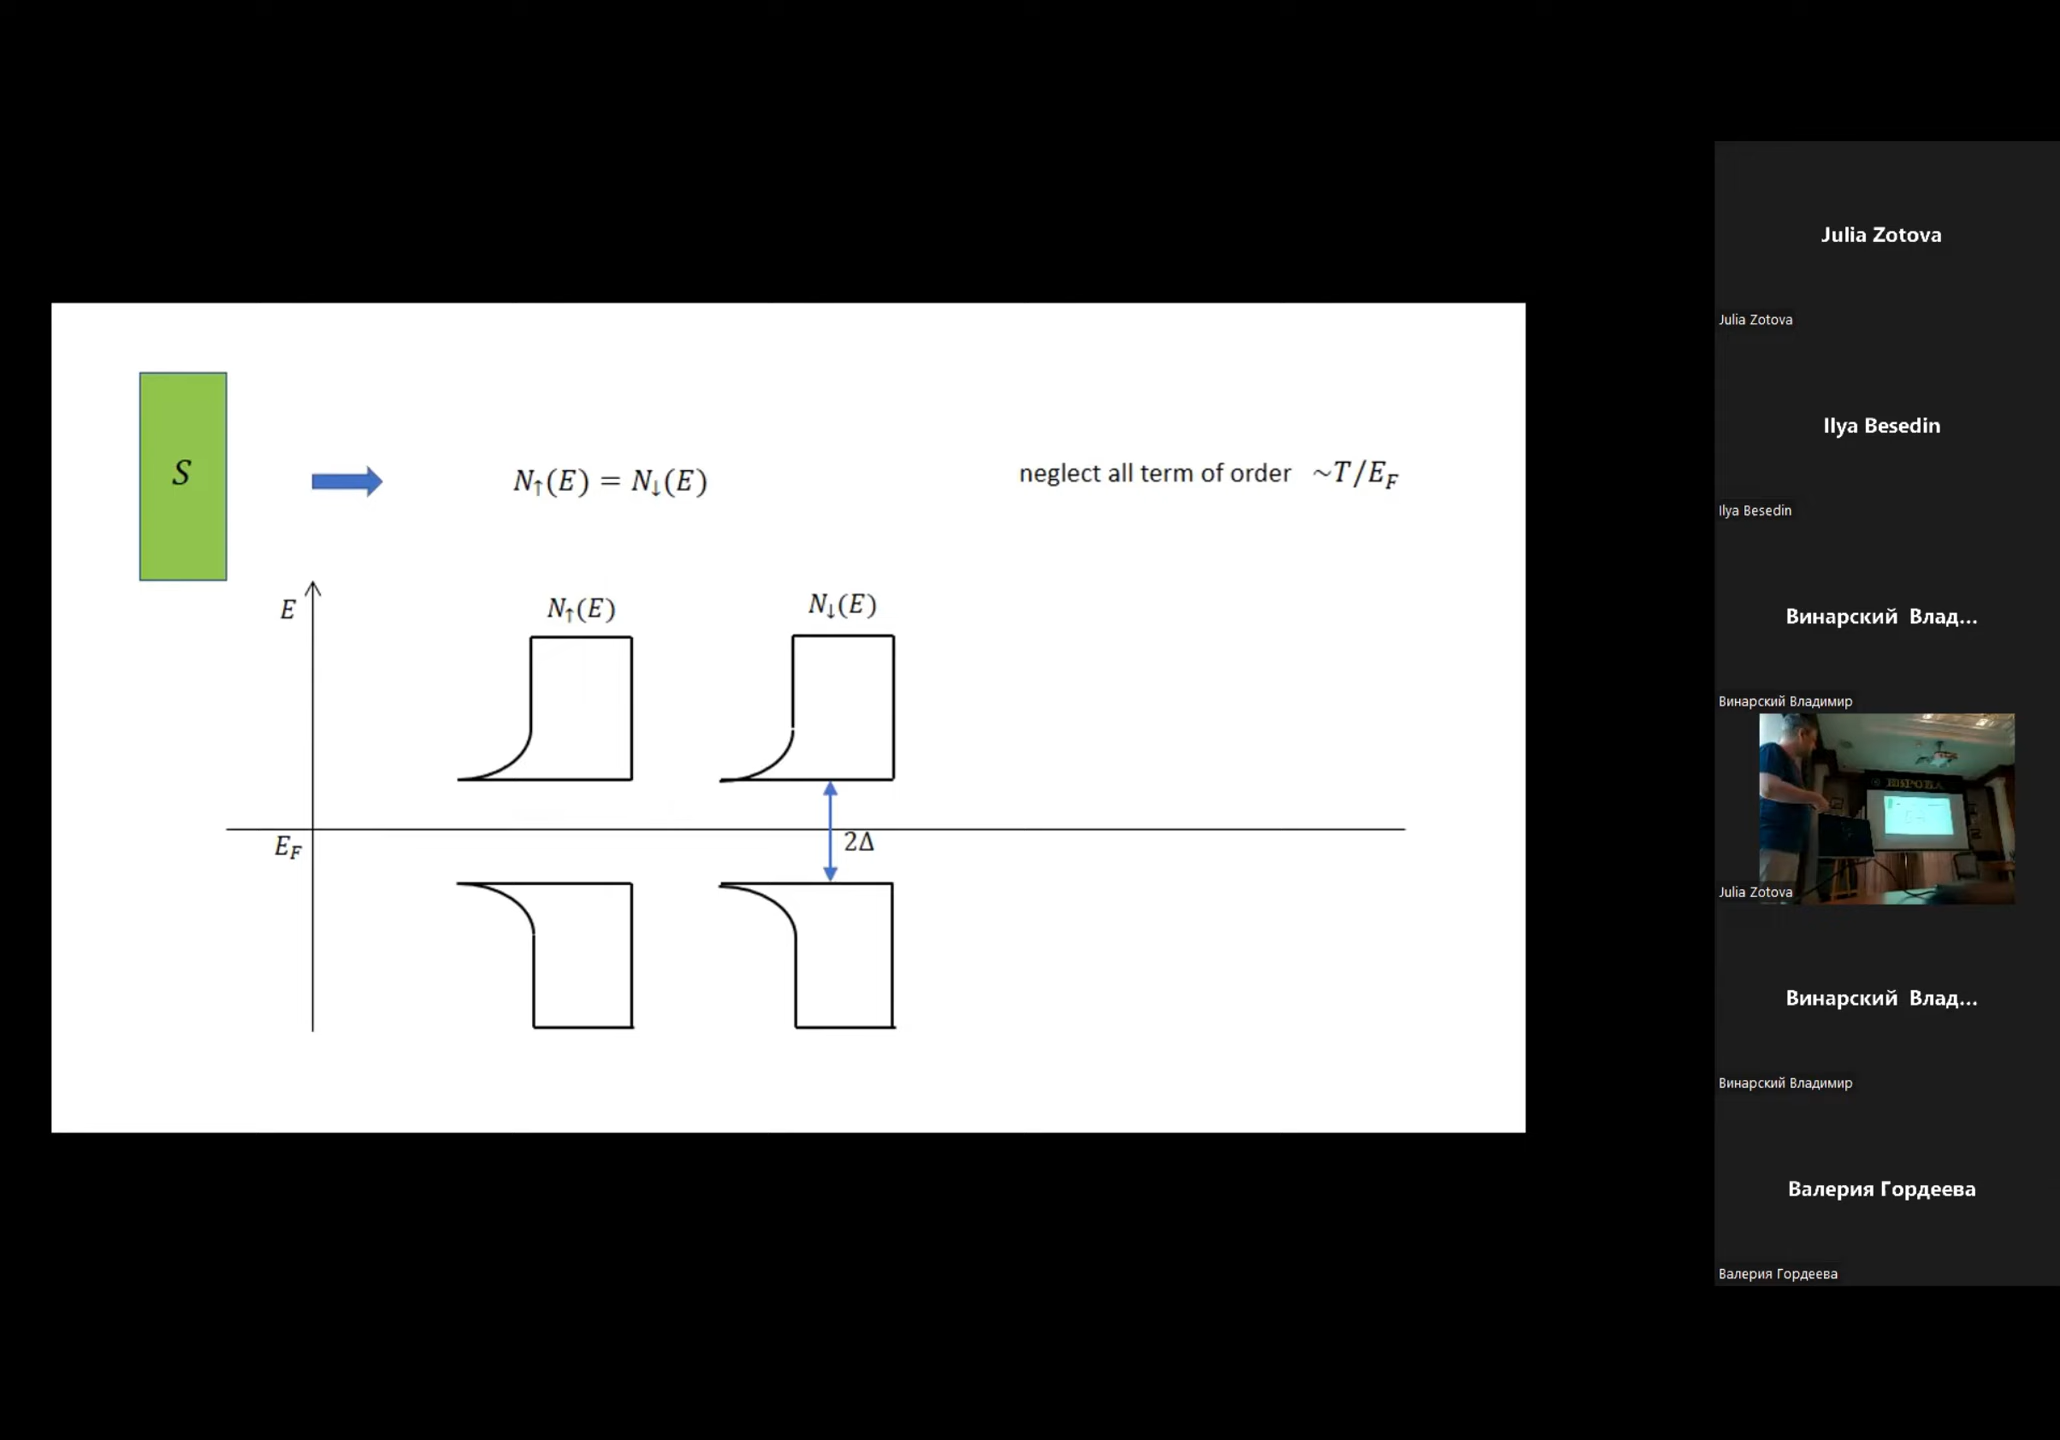 S
N↑(E) = N↓(E)
neglect all term of order ~T/E_F
E
N↑(E)
N↓(E)
E_F
2Δ
Julia Zotova
Julia Zotova
Ilya Besedin
Ilya Besedin
Винарский Влад...
Винарский Владимир
Julia Zotova
Винарский Влад...
Винарский Владимир
Валерия Гордеева
Валерия Гордеева